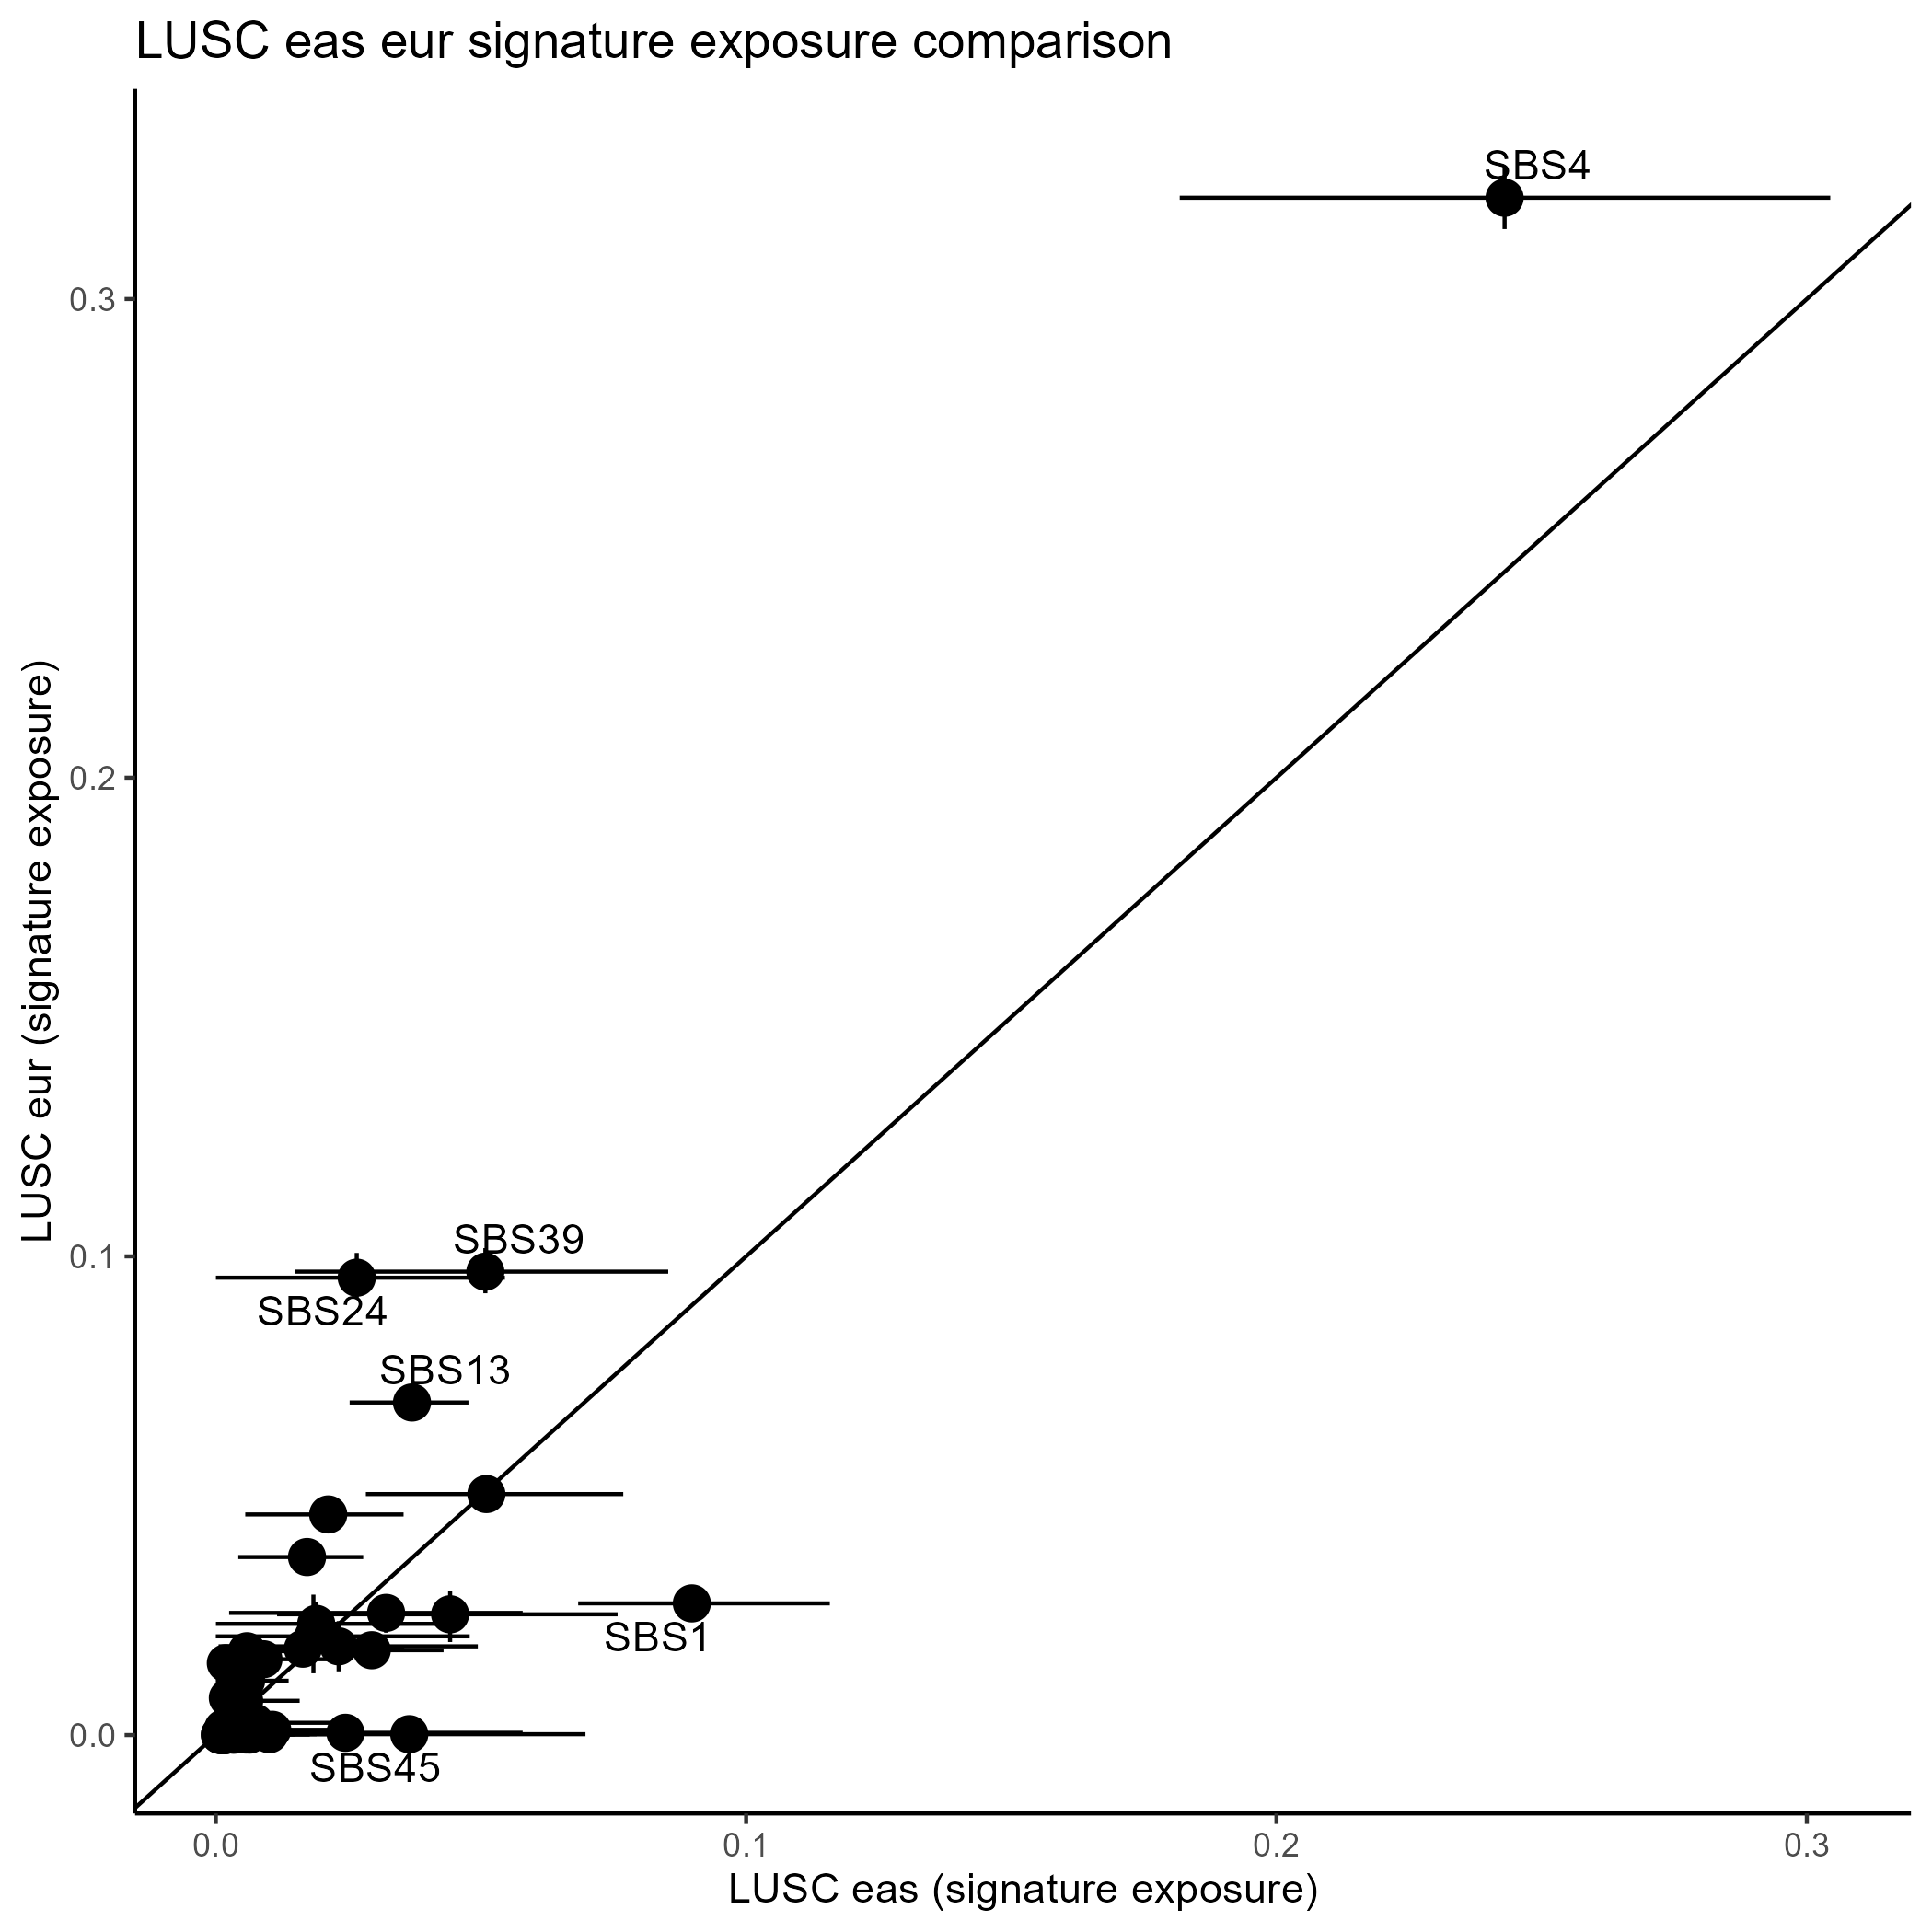 LUSC eas eur signature exposure comparison
LUSC eur (signature exposure)
0.3
0.2
0.1
0.0
SBS4
SBS39
SBS24
SBS13
SBS1
SBS45
0.0
0.1
0.2
0.3
LUSC eas (signature exposure)